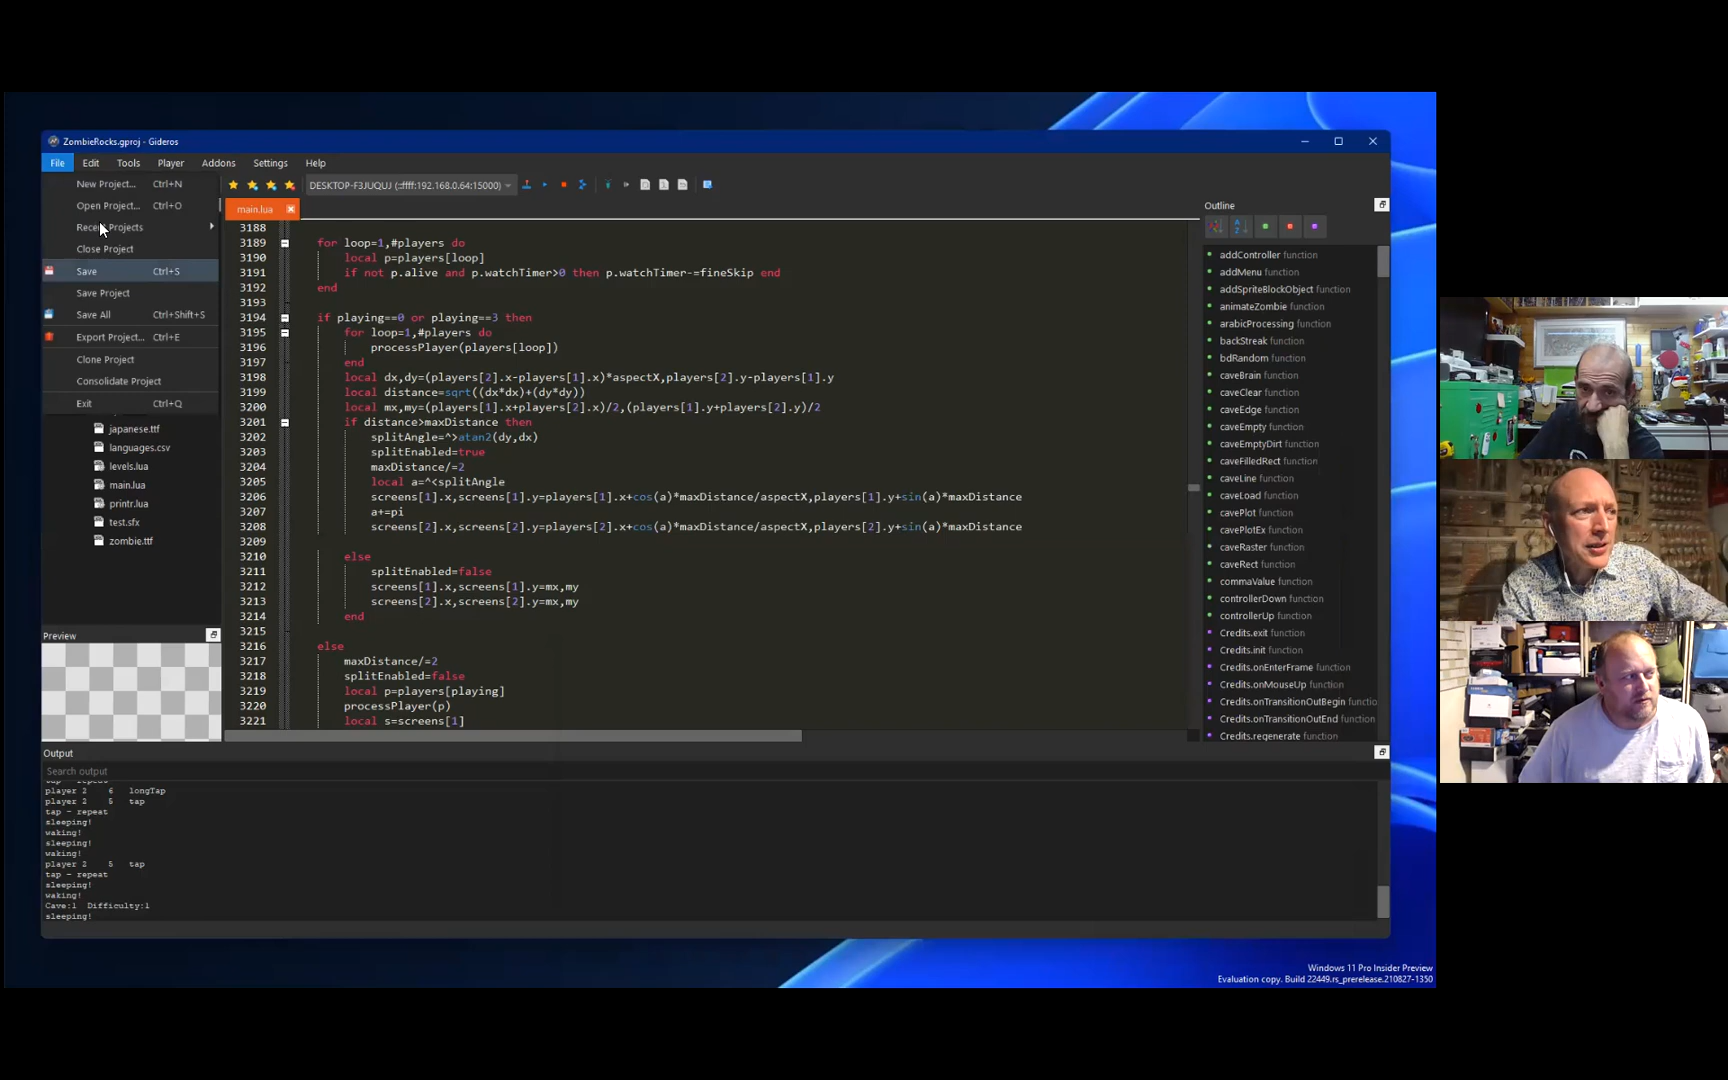 ZombieRocks.gproj - Gideros
File Edit Tools Player Addons Settings Help
New Project... Ctrl+N
Open Project... Ctrl+O
Recent Projects
Close Project
Save Ctrl+S
Save Project
Save All Ctrl+Shift+S
Export Project... Ctrl+E
Clone Project
Consolidate Project
Exit Ctrl+Q
japanese.ttf
languages.csv
levels.lua
main.lua
printr.lua
test.sfx
zombie.ttf
Preview
DESKTOP-F3JUQUJ (::ffff:192.168.0.64:15000)
main.lua
3188
3189 for loop=1,#players do
3190 local p=players[loop]
3191 if not p.alive and p.watchTimer>0 then p.watchTimer-=fineSkip end
3192 end
3193
3194 if playing==0 or playing==3 then
3195 for loop=1,#players do
3196 processPlayer(players[loop])
3197 end
3198 local dx,dy=(players[2].x-players[1].x)*aspectX,players[2].y-players[1].y
3199 local distance=sqrt((dx*dx)+(dy*dy))
3200 local mx,my=(players[1].x+players[2].x)/2,(players[1].y+players[2].y)/2
3201 if distance>maxDistance then
3202 splitAngle=^>atan2(dy,dx)
3203 splitEnabled=true
3204 maxDistance/=2
3205 local a=^<splitAngle
3206 screens[1].x,screens[1].y=players[1].x+cos(a)*maxDistance/aspectX,players[1].y+sin(a)*maxDistance
3207 a+=pi
3208 screens[2].x,screens[2].y=players[2].x+cos(a)*maxDistance/aspectX,players[2].y+sin(a)*maxDistance
3209
3210 else
3211 splitEnabled=false
3212 screens[1].x,screens[1].y=mx,my
3213 screens[2].x,screens[2].y=mx,my
3214 end
3215
3216 else
3217 maxDistance/=2
3218 splitEnabled=false
3219 local p=players[playing]
3220 processPlayer(p)
3221 local s=screens[1]
Outline
addController function
addMenu function
addSpriteBlockObject function
animateZombie function
arabicProcessing function
backStreak function
bdRandom function
caveBrain function
caveClear function
caveEdge function
caveEmpty function
caveEmptyDirt function
caveFilledRect function
caveLine function
caveLoad function
cavePlot function
cavePlotEx function
caveRaster function
caveRect function
commaValue function
controllerDown function
controllerUp function
Credits.exit function
Credits.init function
Credits.onEnterFrame function
Credits.onMouseUp function
Credits.onTransitionOutBegin functio
Credits.onTransitionOutEnd function
Credits.regenerate function
Output
Search output
tap - repeat
player 2 6 longTap
player 2 5 tap
tap - repeat
sleeping!
waking!
sleeping!
waking!
player 2 5 tap
tap - repeat
sleeping!
waking!
Cave:1 Difficulty:1
sleeping!
Windows 11 Pro Insider Preview
Evaluation copy. Build 22449.rs_prerelease.210827-1350